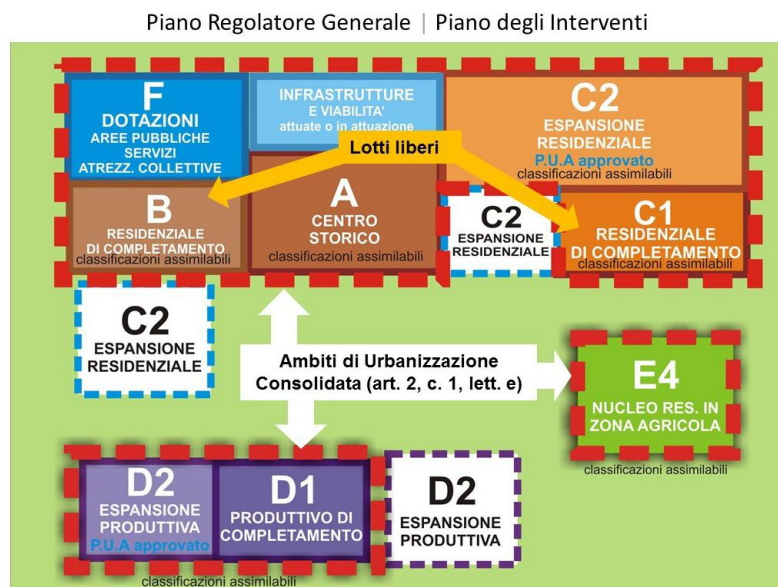 Piano Regolatore Generale | Piano degli Interventi
F
DOTAZIONI
AREE PUBBLICHE
SERVIZI
ATREZZ. COLLETTIVE
INFRASTRUTTURE
E VIABILITA'
attuate o in attuazione
C2
ESPANSIONE
RESIDENZIALE
P.U.A approvato
classificazioni assimilabili
Lotti liberi
B
RESIDENZIALE
DI COMPLETAMENTO
classificazioni assimilabili
A
CENTRO
STORICO
classificazioni assimilabili
C2
ESPANSIONE
RESIDENZIALE
C1
RESIDENZIALE
DI COMPLETAMENTO
classificazioni assimilabili
C2
ESPANSIONE
RESIDENZIALE
Ambiti di Urbanizzazione
Consolidata (art. 2, c. 1, lett. e)
E4
NUCLEO RES. IN
ZONA AGRICOLA
classificazioni assimilabili
D2
ESPANSIONE
PRODUTTIVA
P.U.A approvato
D1
PRODUTTIVO DI
COMPLETAMENTO
classificazioni assimilabili
D2
ESPANSIONE
PRODUTTIVA